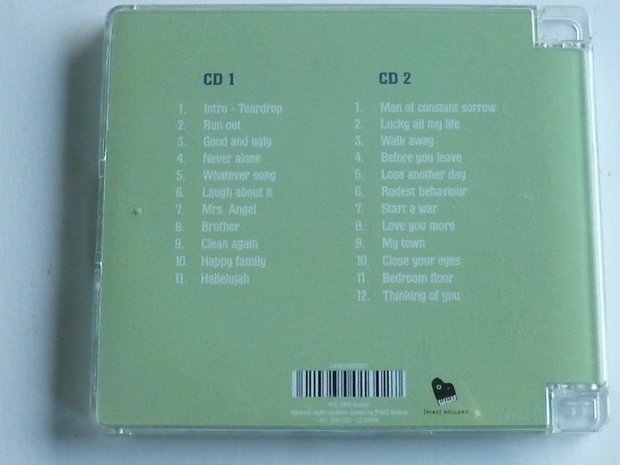 CD 1
1. Intro - Teardrop
2. Run out
3. Good and ugly
4. Never alone
5. Whatever song
6. Laugh about it
7. Mrs. Angel
8. Brother
9. Clean again
10. Happy family
11. Hallelujah
CD 2
1. Man of constant sorrow
2. Lucky all my life
3. Walk away
4. Before you leave
5. Lose another day
6. Rodest behaviour
7. Start a war
8. Love you more
9. My town
10. Close your eyes
11. Bedroom floor
12. Thinking of you
[PIAS] HOLLAND